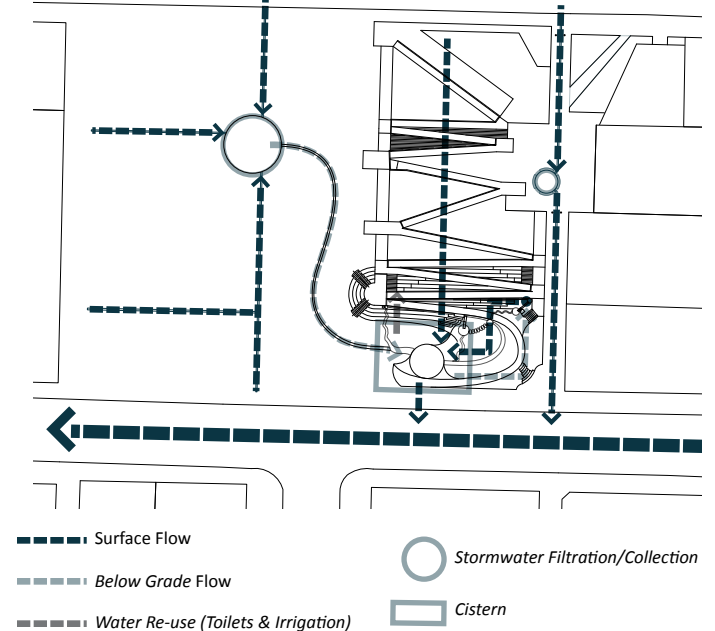 Surface Flow
Below Grade Flow
Water Re-use (Toilets & Irrigation)
Stormwater Filtration/Collection
Cistern